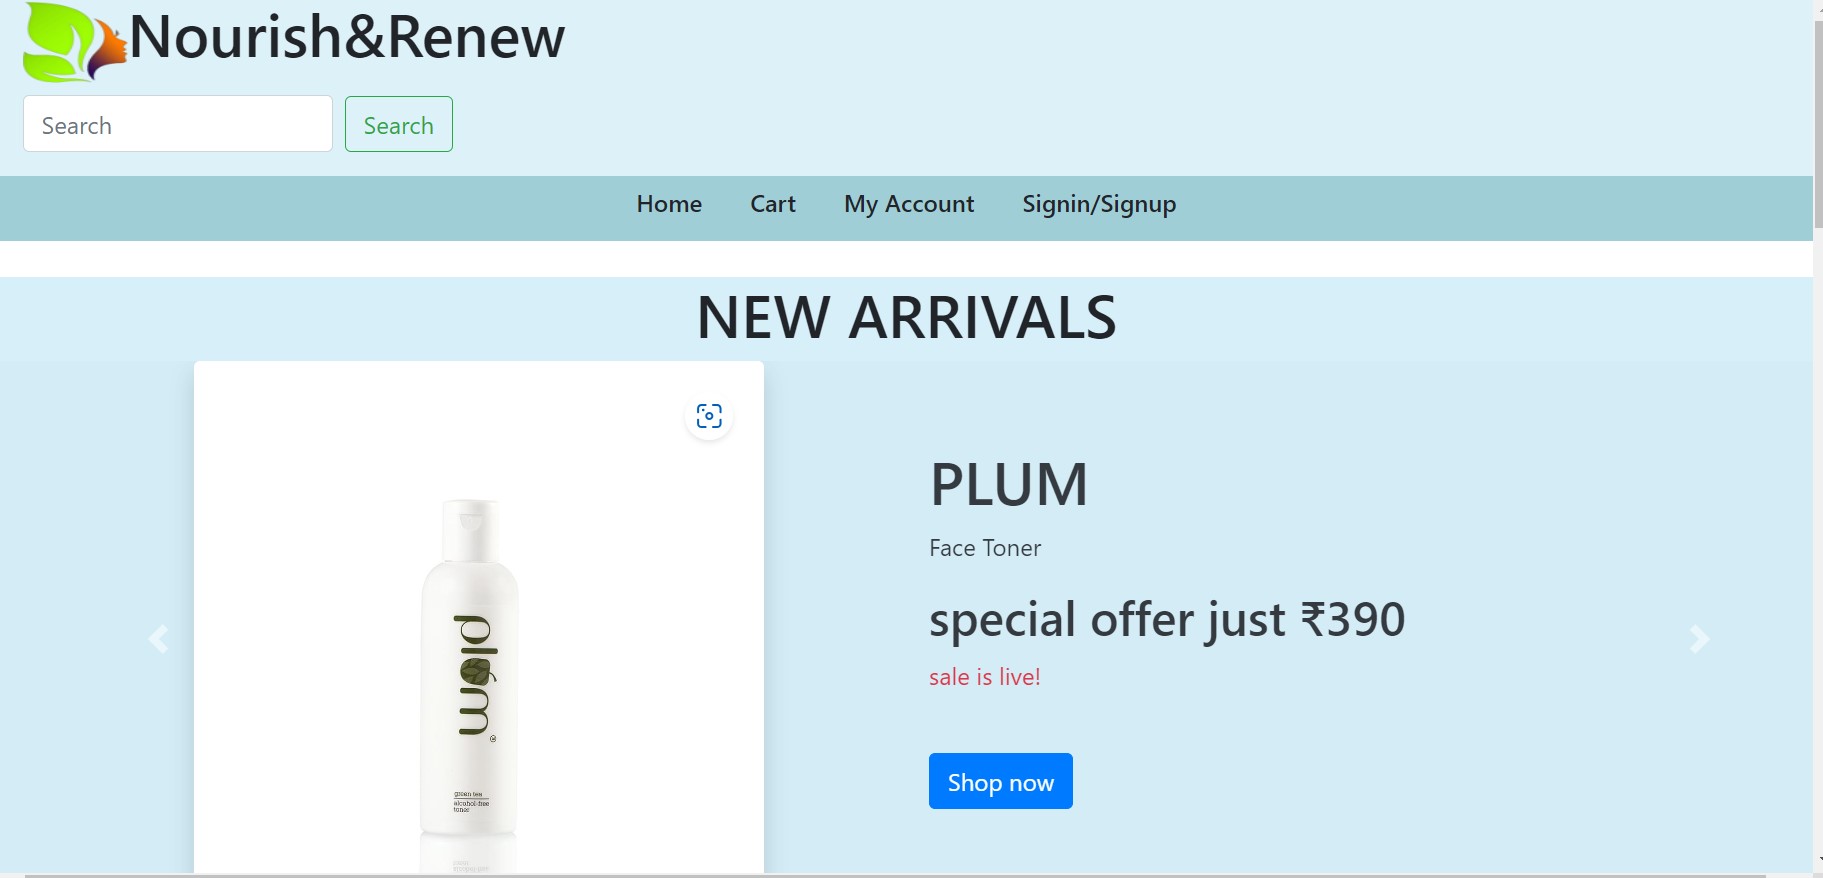 Nourish&Renew
Search Search
Home Cart My Account Signin/Signup
NEW ARRIVALS
PLUM
Face Toner
special offer just ₹390
sale is live!
Shop now
plum
®
green tea
alcohol-free
toner